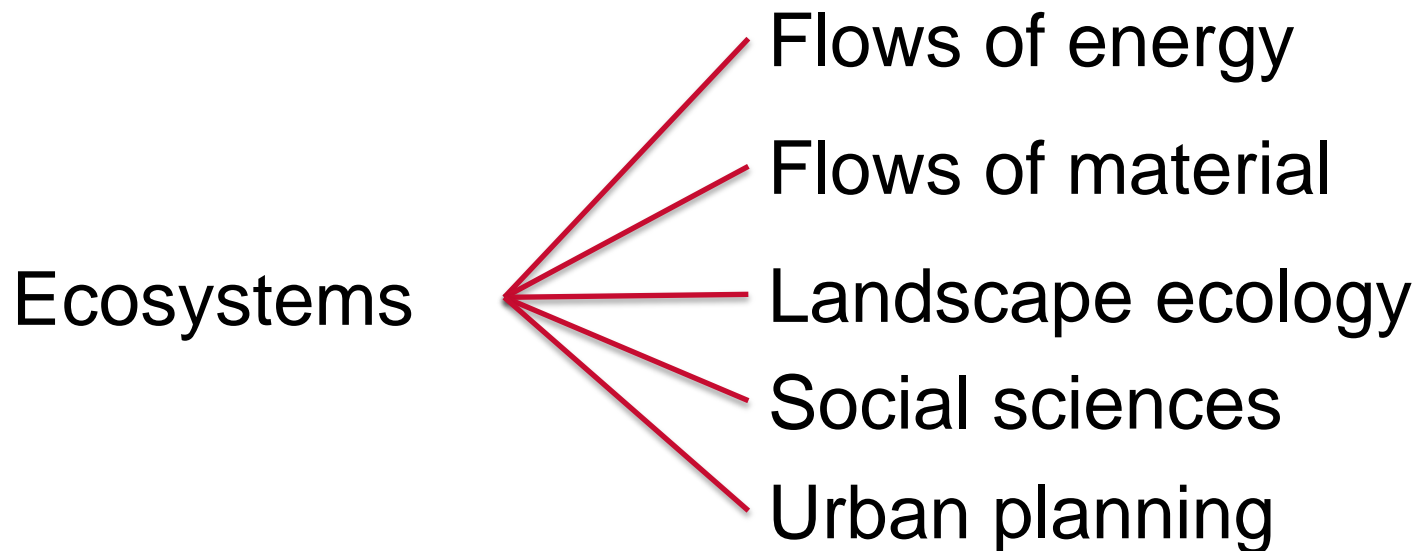 Flows of energy
Flows of material
Ecosystems
Landscape ecology
Social sciences
Urban planning